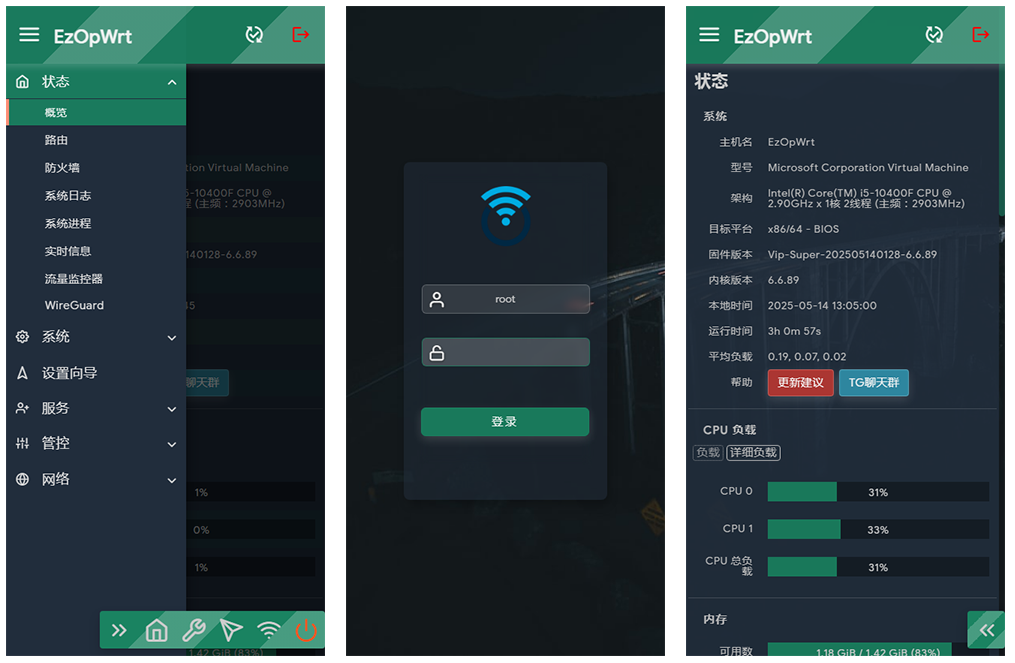 EzOpWrt
状态
概览
路由
防火墙
系统日志
系统进程
实时信息
流量监控器
WireGuard
系统
设置向导
服务
管控
网络
tion Virtual Machine
5-10400F CPU @
程 (主频：2903MHz)
140128-6.6.89
聊天群
1%
0%
1%
1.42 GiB (83%)
root
登录
EzOpWrt
状态
系统
主机名 EzOpWrt
型号 Microsoft Corporation Virtual Machine
架构 Intel(R) Core(TM) i5-10400F CPU @
2.90GHz x 1核 2线程 (主频：2903MHz)
目标平台 x86/64 - BIOS
固件版本 Vip-Super-202505140128-6.6.89
内核版本 6.6.89
本地时间 2025-05-14 13:05:00
运行时间 3h 0m 57s
平均负载 0.19, 0.07, 0.02
帮助 更新建议 TG聊天群
CPU 负载
负载 详细负载
CPU 0 31%
CPU 1 33%
CPU 总负
载 31%
内存
可用数 1.18 GiB / 1.42 GiB (83%)